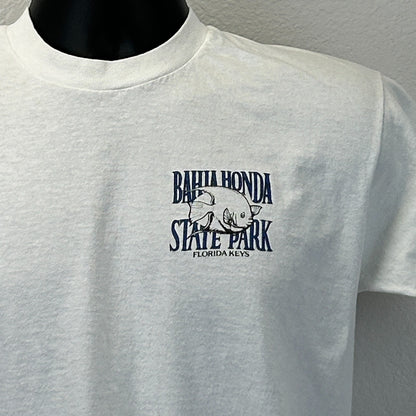 BAHIA HONDA
STATE PARK
FLORIDA KEYS